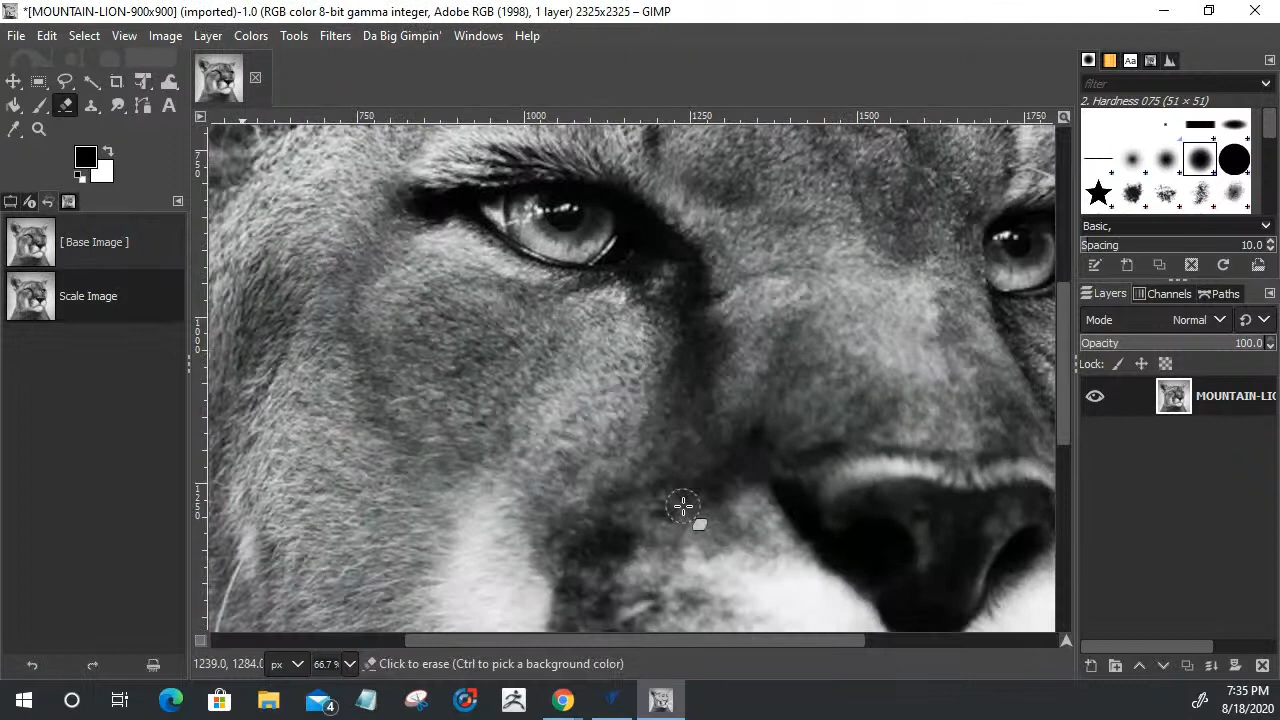 *[MOUNTAIN-LION-900x900] (imported)-1.0 (RGB color 8-bit gamma integer, Adobe RGB (1998), 1 layer) 2325x2325 – GIMP
File Edit Select View Image Layer Colors Tools Filters Da Big Gimpin' Windows Help
filter
2. Hardness 075 (51 × 51)
750 1000 1250 1500 1750
750
1000
1250
[ Base Image ]
Scale Image
Basic,
Spacing 10.0
Layers Channels Paths
Mode Normal
Opacity 100.0
Lock:
MOUNTAIN-LIO
1239.0, 1284.0 px 66.7 % Click to erase (Ctrl to pick a background color)
4
7:35 PM
8/18/2020